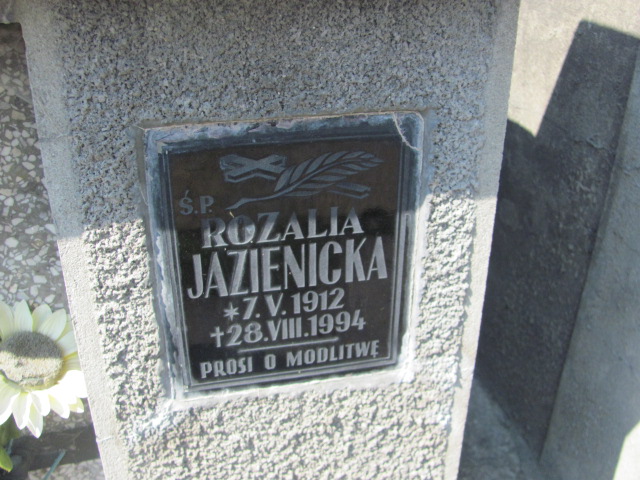 Ś.P.
ROZALIA
JAZIENICKA
*7.V.1912
+28.VIII.1994
PROSI O MODLITWĘ